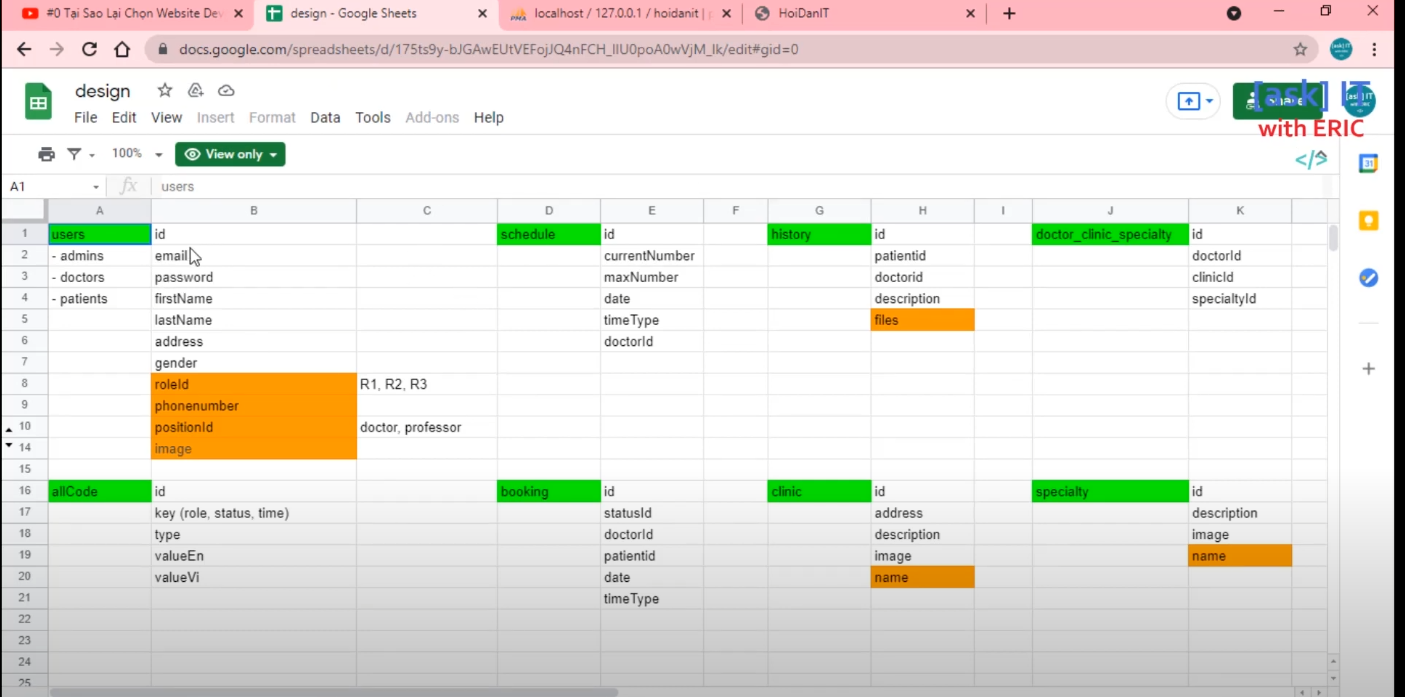 #0 Tại Sao Lại Chọn Website Dev
design - Google Sheets
localhost / 127.0.0.1 / hoidanit | p
HoiDanIT
docs.google.com/spreadsheets/d/175ts9y-bJGAwEUtVEFojJQ4nFCH_lIU0poA0wVjM_Ik/edit#gid=0
design
File Edit View Insert Format Data Tools Add-ons Help
[ask] IT
with ERIC
</>
100% View only
31
A1 fx users
A B C D E F G H I J K
1 users id schedule id history id doctor_clinic_specialty id
2 - admins email currentNumber patientid doctorId
3 - doctors password maxNumber doctorid clinicId
4 - patients firstName date description specialtyId
5 lastName timeType files
6 address doctorId
7 gender
8 roleId R1, R2, R3
9 phonenumber
10 positionId doctor, professor
14 image
15
16 allCode id booking id clinic id specialty id
17 key (role, status, time) statusId address description
18 type doctorId description image
19 valueEn patientid image name
20 valueVi date name
21 timeType
22
23
24
25